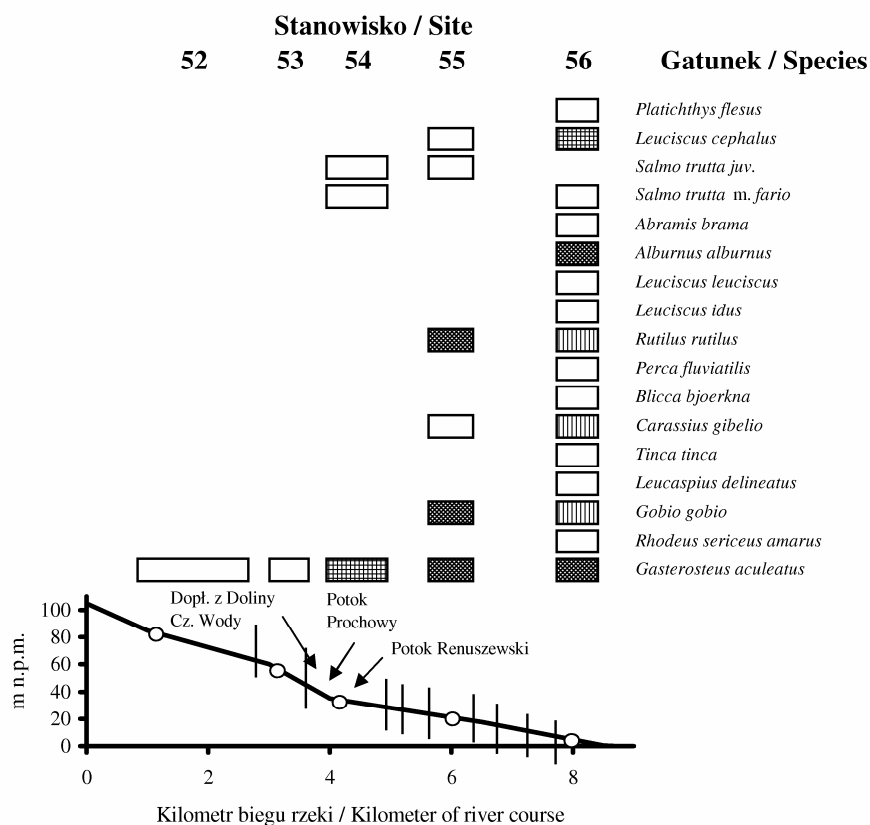 Stanowisko / Site
52 53 54 55 56 Gatunek / Species
Platichthys flesus
Leuciscus cephalus
Salmo trutta juv.
Salmo trutta m. fario
Abramis brama
Alburnus alburnus
Leuciscus leuciscus
Leuciscus idus
Rutilus rutilus
Perca fluviatilis
Blicca bjoerkna
Carassius gibelio
Tinca tinca
Leucaspius delineatus
Gobio gobio
Rhodeus sericeus amarus
Gasterosteus aculeatus
Dopł. z Doliny
Cz. Wody
Potok
Prochowy
Potok Renuszewski
m n.p.m.
100
80
60
40
20
0
0 2 4 6 8
Kilometr biegu rzeki / Kilometer of river course